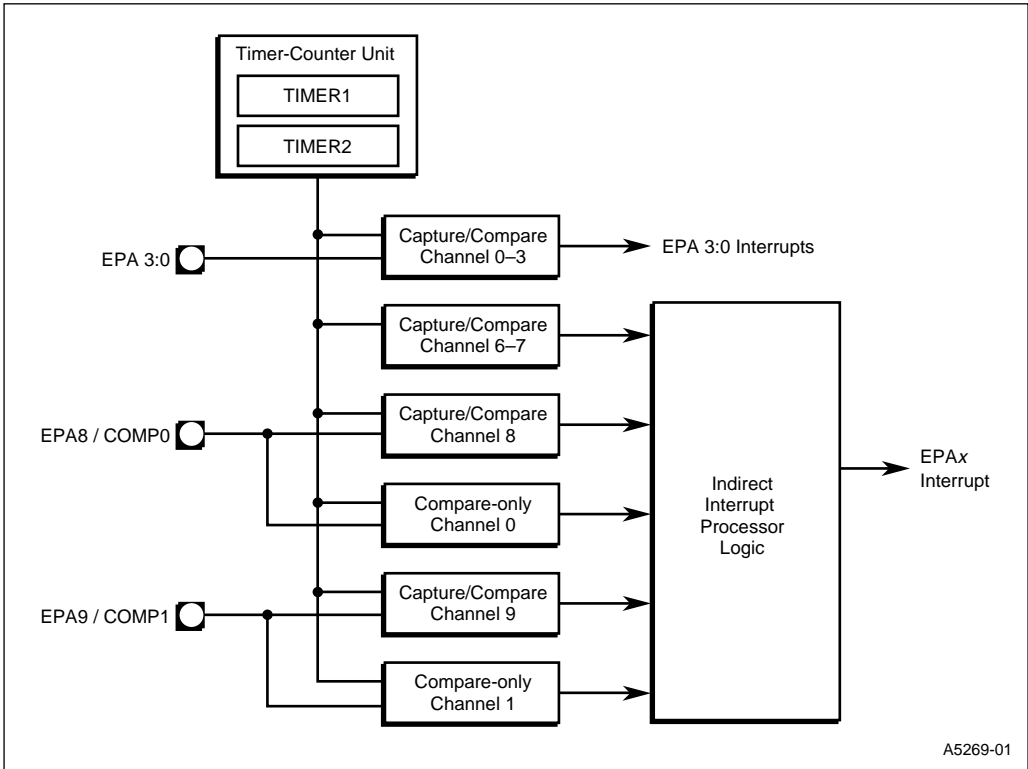 Timer-Counter Unit
TIMER1
TIMER2
EPA 3:0
Capture/Compare
Channel 0–3
EPA 3:0 Interrupts
Capture/Compare
Channel 6–7
EPA8 / COMP0
Capture/Compare
Channel 8
Compare-only
Channel 0
EPA9 / COMP1
Capture/Compare
Channel 9
Compare-only
Channel 1
Indirect
Interrupt
Processor
Logic
EPAx
Interrupt
A5269-01